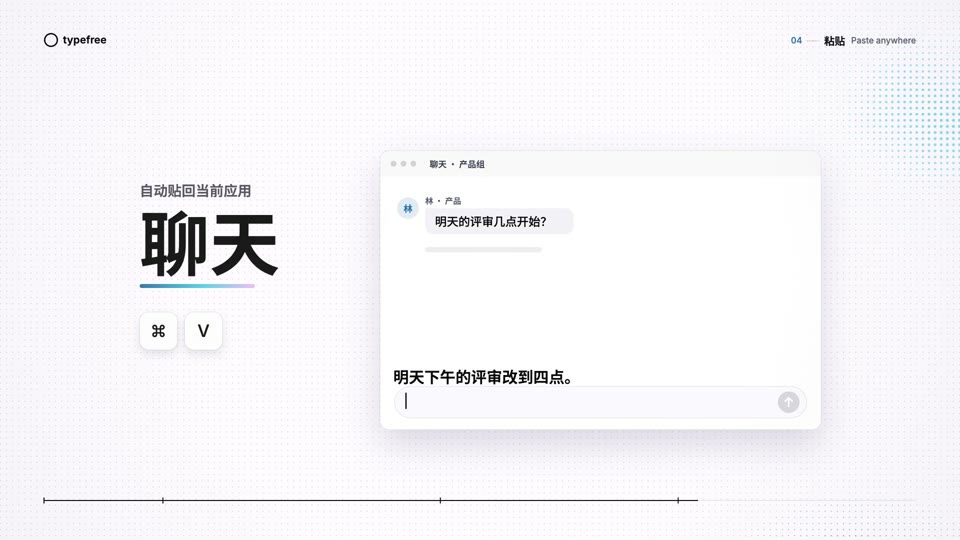 typefree
04 — 粘贴 Paste anywhere
自动贴回当前应用
聊天
⌘ V
聊天 · 产品组
林
林 · 产品
明天的评审几点开始？
明天下午的评审改到四点。